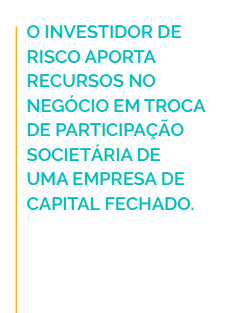 O INVESTIDOR DE
RISCO APORTA
RECURSOS NO
NEGÓCIO EM TROCA
DE PARTICIPAÇÃO
SOCIETÁRIA DE
UMA EMPRESA DE
CAPITAL FECHADO.